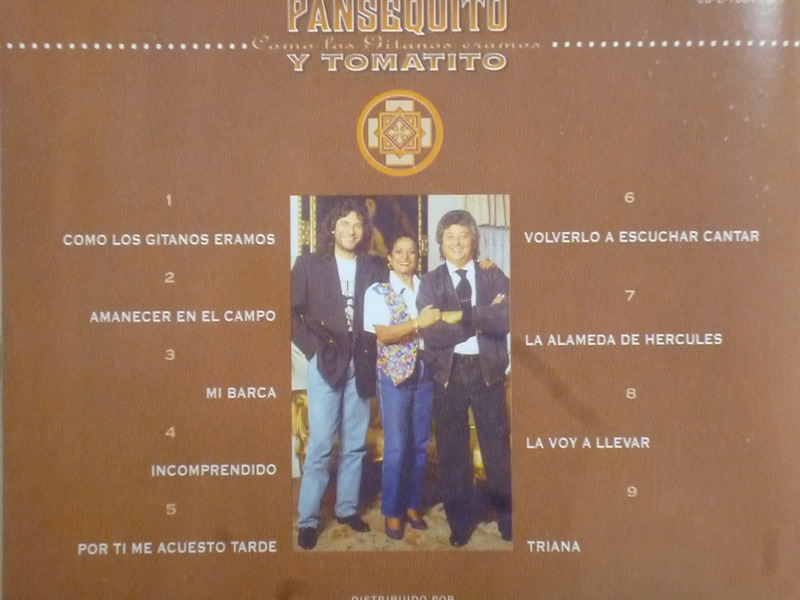 PANSEQUITO
Como los Gitanos eramos
Y TOMATITO
1
COMO LOS GITANOS ERAMOS
2
AMANECER EN EL CAMPO
3
MI BARCA
4
INCOMPRENDIDO
5
POR TI ME ACUESTO TARDE
6
VOLVERLO A ESCUCHAR CANTAR
7
LA ALAMEDA DE HERCULES
8
LA VOY A LLEVAR
9
TRIANA
DISTRIBUIDO POR